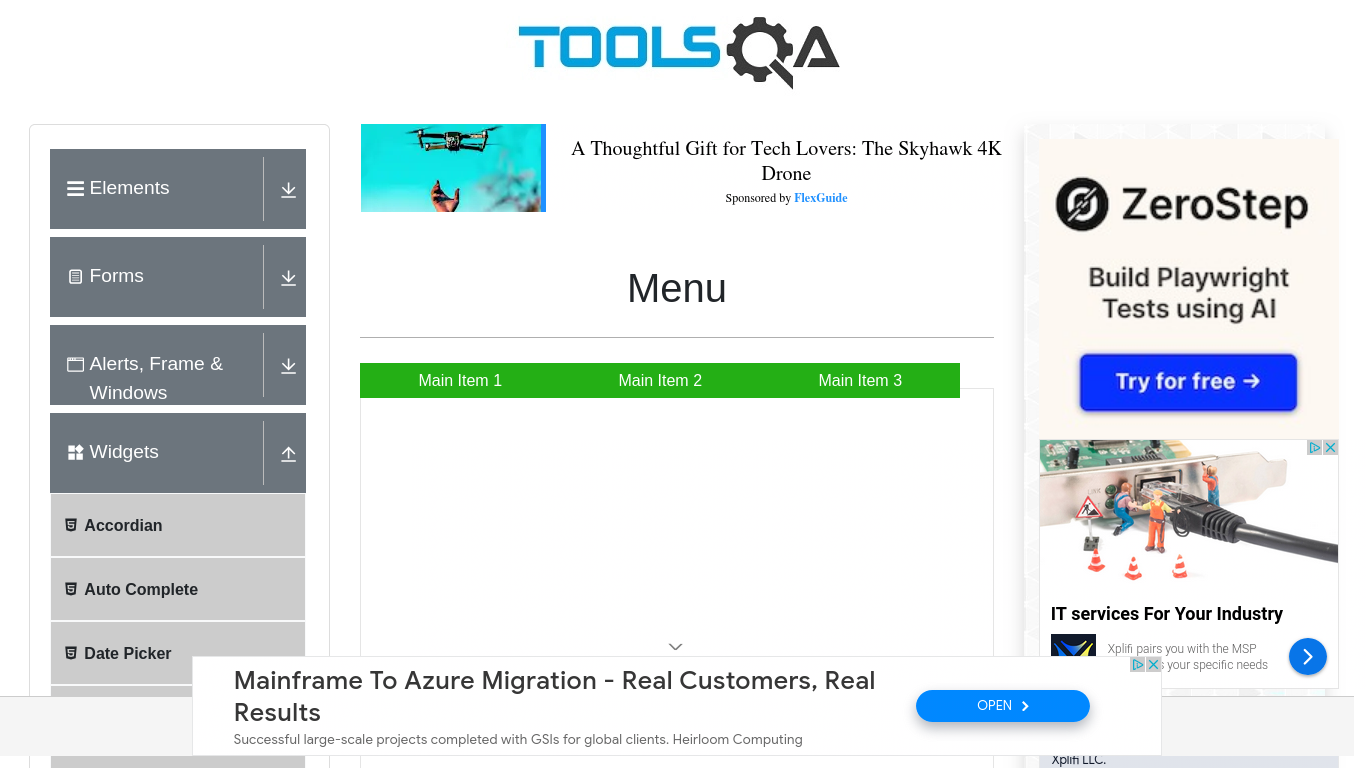 TOOLSQA
Elements
Forms
Alerts, Frame &
Windows
Widgets
Accordian
Auto Complete
Date Picker
A Thoughtful Gift for Tech Lovers: The Skyhawk 4K
Drone
Sponsored by FlexGuide
Menu
Main Item 1
Main Item 2
Main Item 3
ZeroStep
Build Playwright
Tests using AI
Try for free →
IT services For Your Industry
Xplifi pairs you with the MSP
your specific needs
Xplifi LLC.
Mainframe To Azure Migration - Real Customers, Real
Results
Successful large-scale projects completed with GSIs for global clients. Heirloom Computing
OPEN